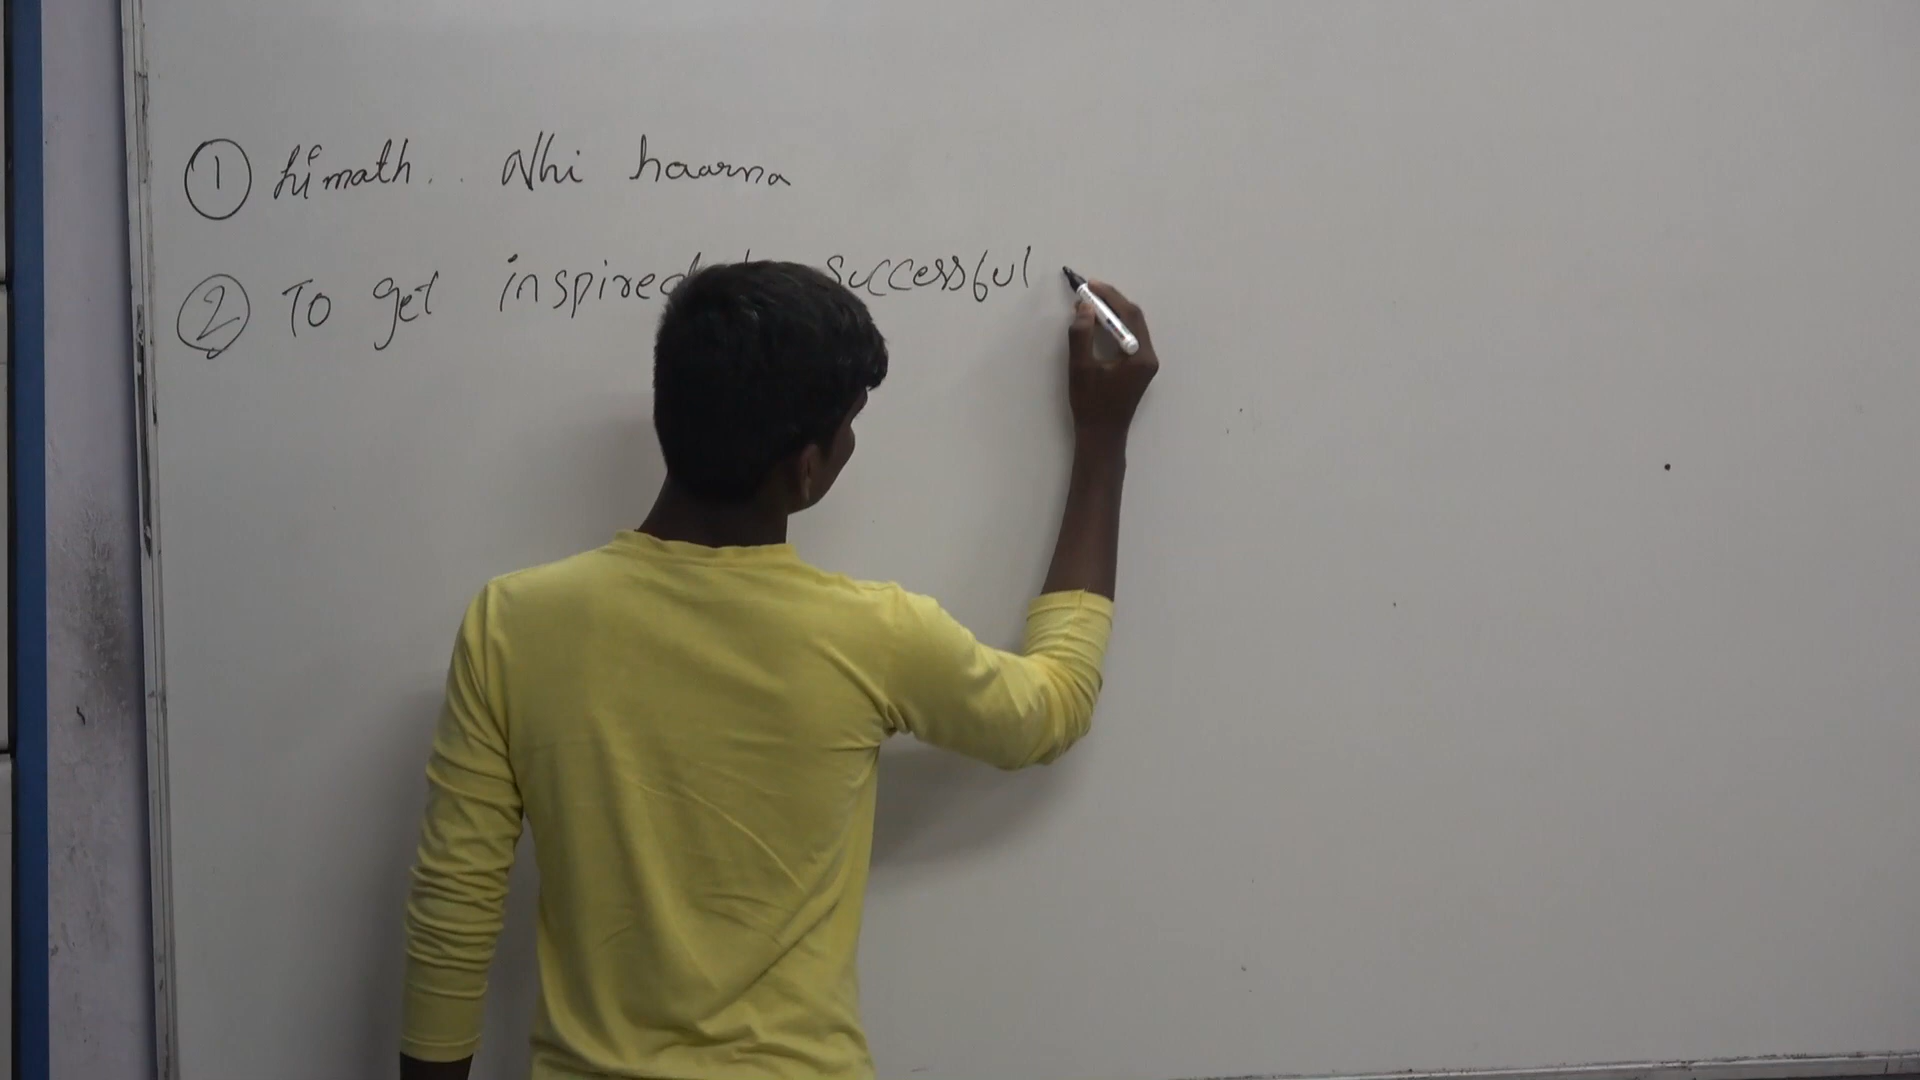 ① himath.. Nhi haarna
② To get inspired successful